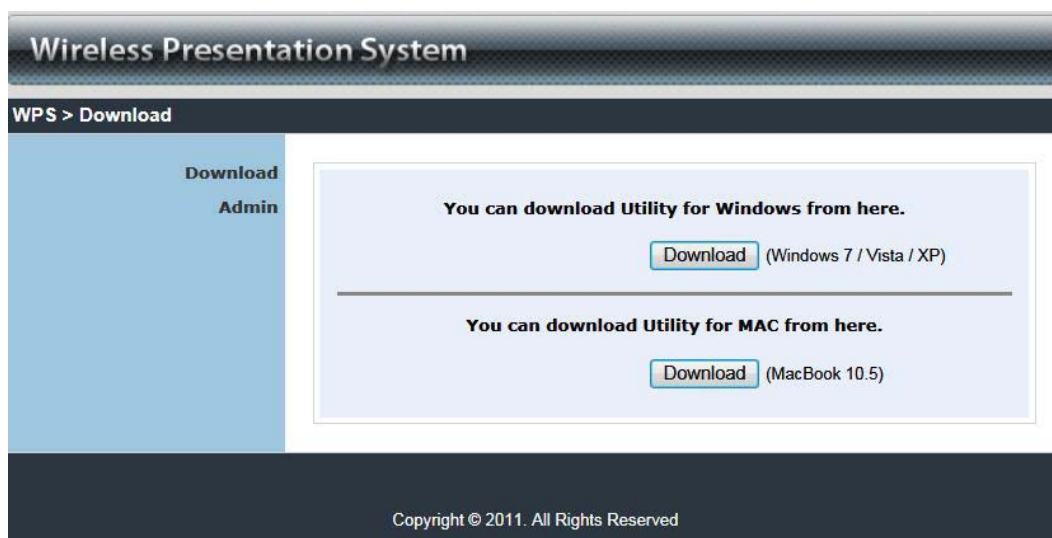 Wireless Presentation System
WPS > Download
Download
Admin
You can download Utility for Windows from here.
Download (Windows 7 / Vista / XP)
You can download Utility for MAC from here.
Download (MacBook 10.5)
Copyright © 2011. All Rights Reserved